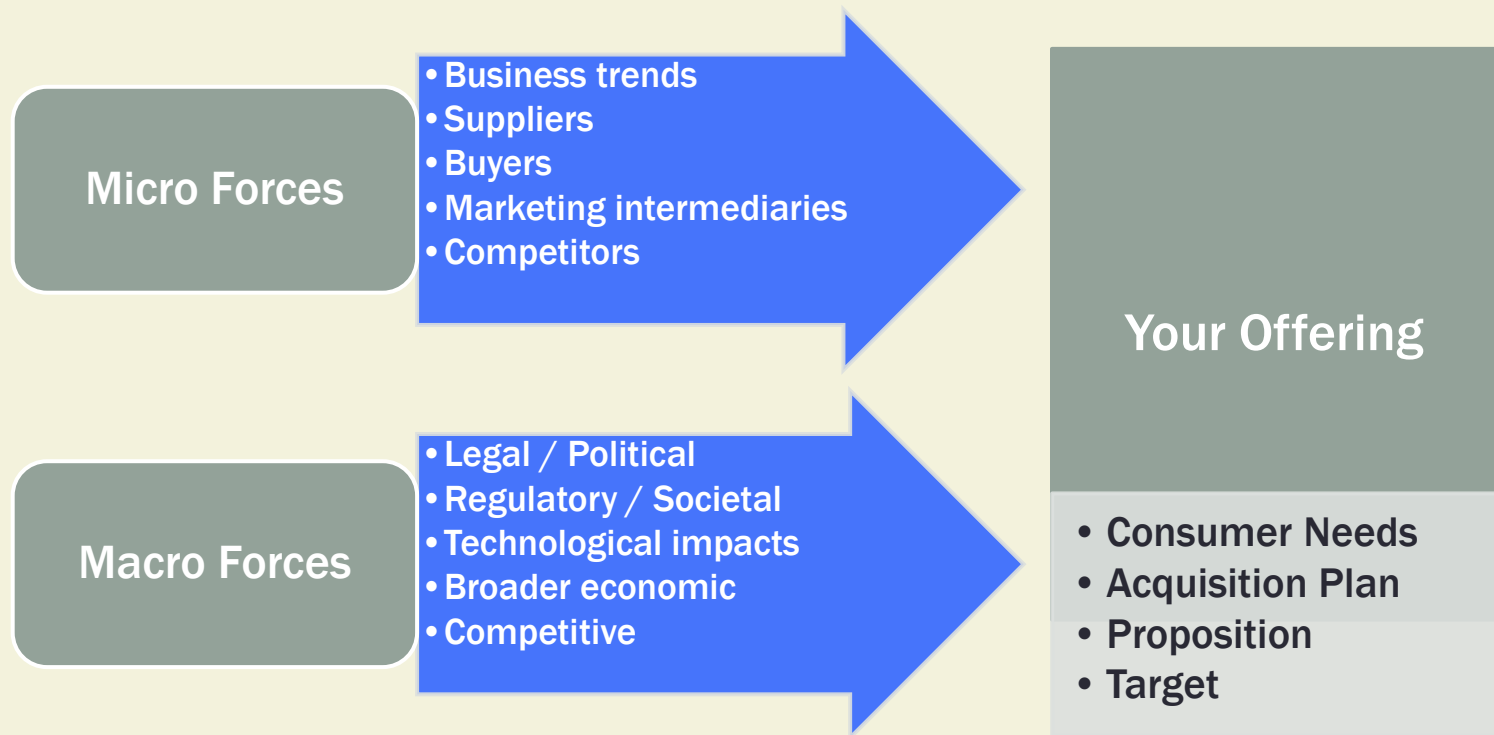 Micro Forces
• Business trends
• Suppliers
• Buyers
• Marketing intermediaries
• Competitors
Macro Forces
• Legal / Political
• Regulatory / Societal
• Technological impacts
• Broader economic
• Competitive
Your Offering
• Consumer Needs
• Acquisition Plan
• Proposition
• Target